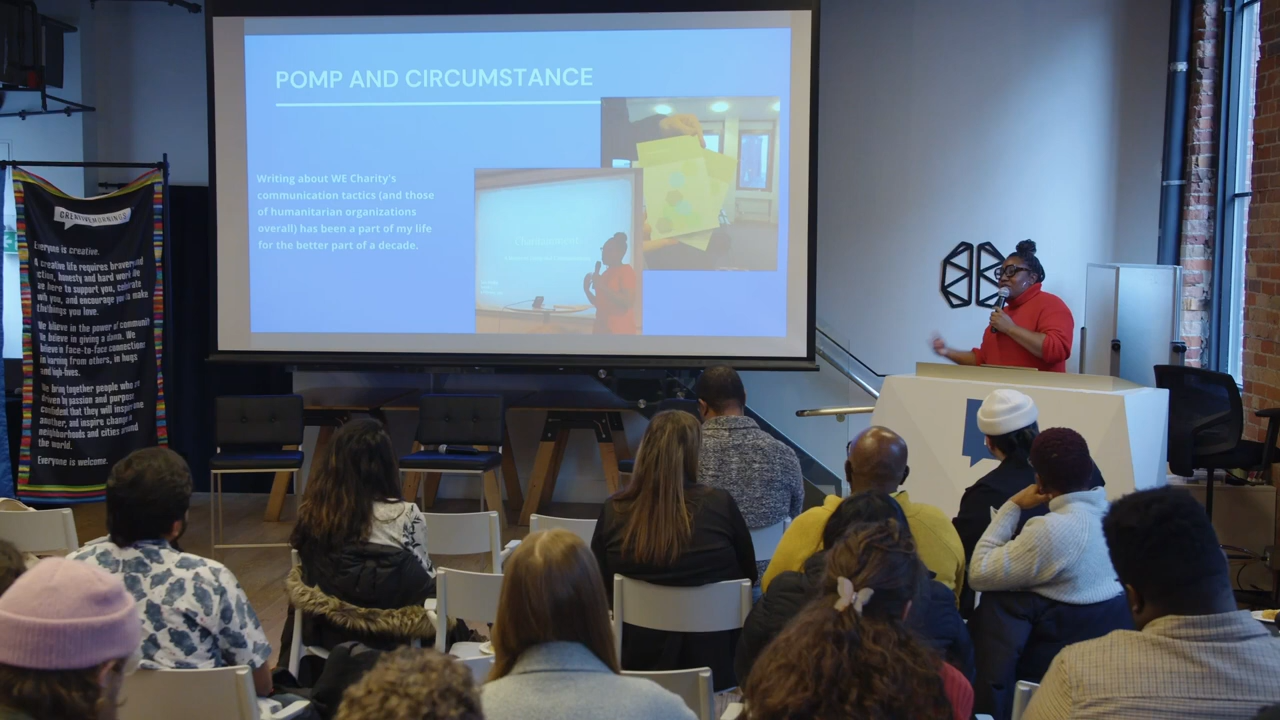 POMP AND CIRCUMSTANCE
Writing about WE Charity's
communication tactics (and those
of humanitarian organizations
overall) has been a part of my life
for the better part of a decade.
CREATIVEMORNINGS
Everyone is creative.
A creative life requires bravery and
action, honesty and hard work. We
are here to support you, celebrate
with you, and encourage you to make
the things you love.
We believe in the power of community.
We believe in giving a damn. We
believe in face-to-face connections,
in learning from others, in hugs
and high-fives.
We bring together people who are
driven by passion and purpose,
confident that they will inspire one
another, and inspire change in
neighborhoods and cities around
the world.
Everyone is welcome.